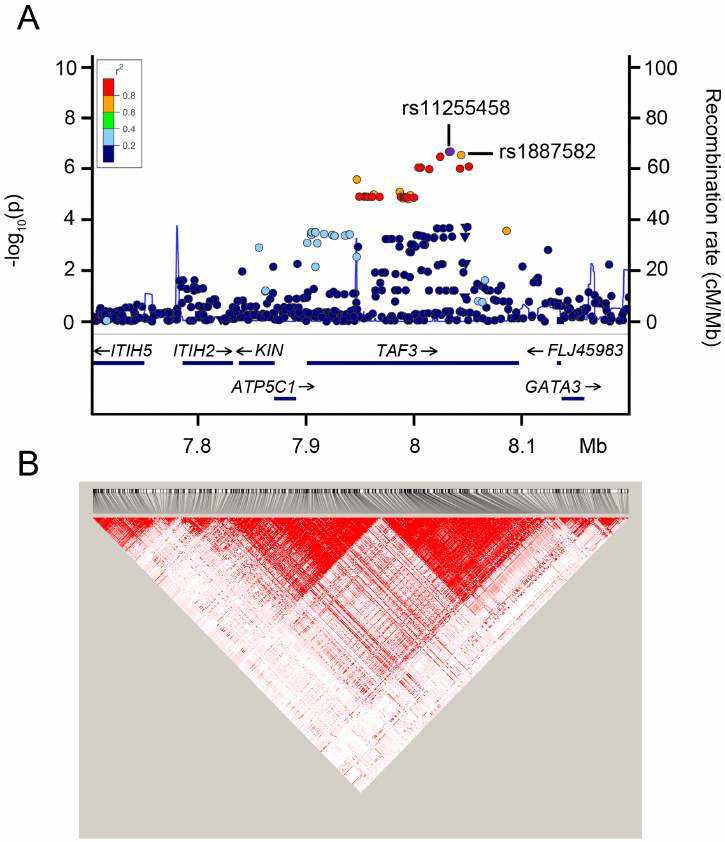 A
10 100
r2
0.8
0.6
0.4
0.2
rs11255458
8 80
rs1887582
6 60
-log10(p)
Recombination rate (cM/Mb)
4 40
2 20
0 0
←ITIH5 ITIH2→ ←KIN TAF3→ ← FLJ45983
ATP5C1→ GATA3→
7.8 7.9 8 8.1 Mb
B